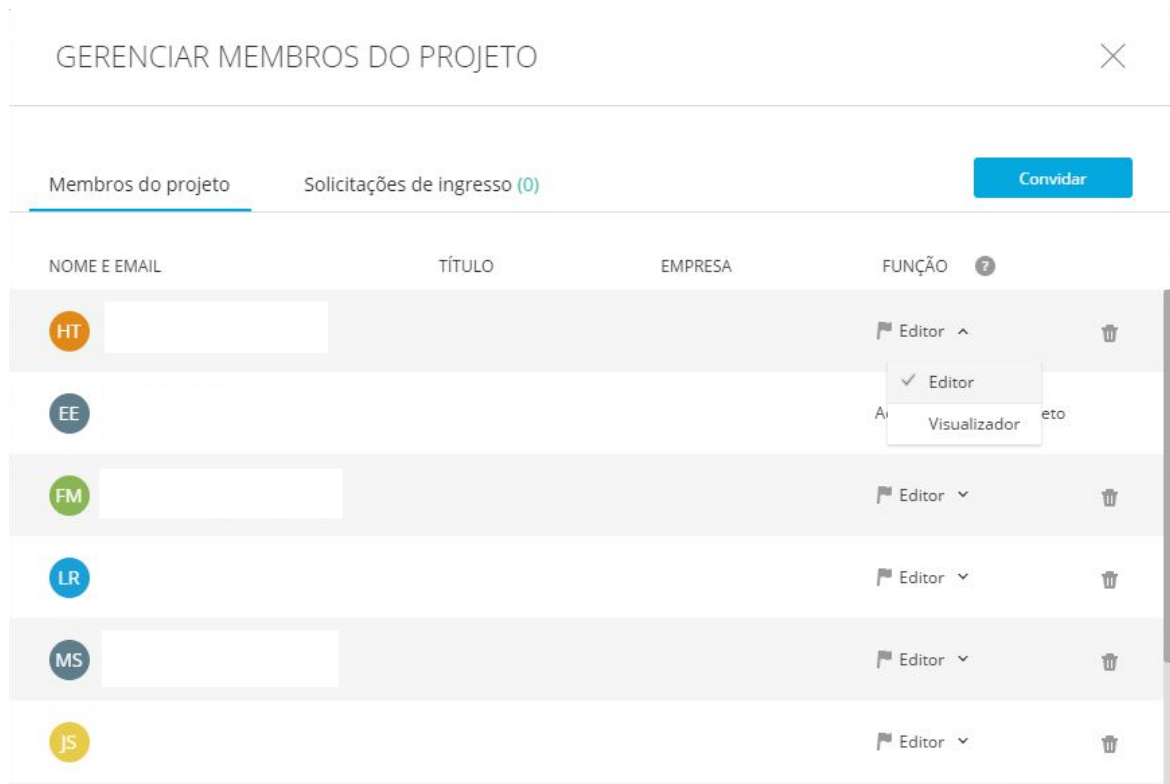 GERENCIAR MEMBROS DO PROJETO
Membros do projeto
Solicitações de ingresso (0)
Convidar
NOME E EMAIL TÍTULO EMPRESA FUNÇÃO ?
HT Editor
Editor
EE eto
Visualizador
FM Editor
LR Editor
MS Editor
JS Editor